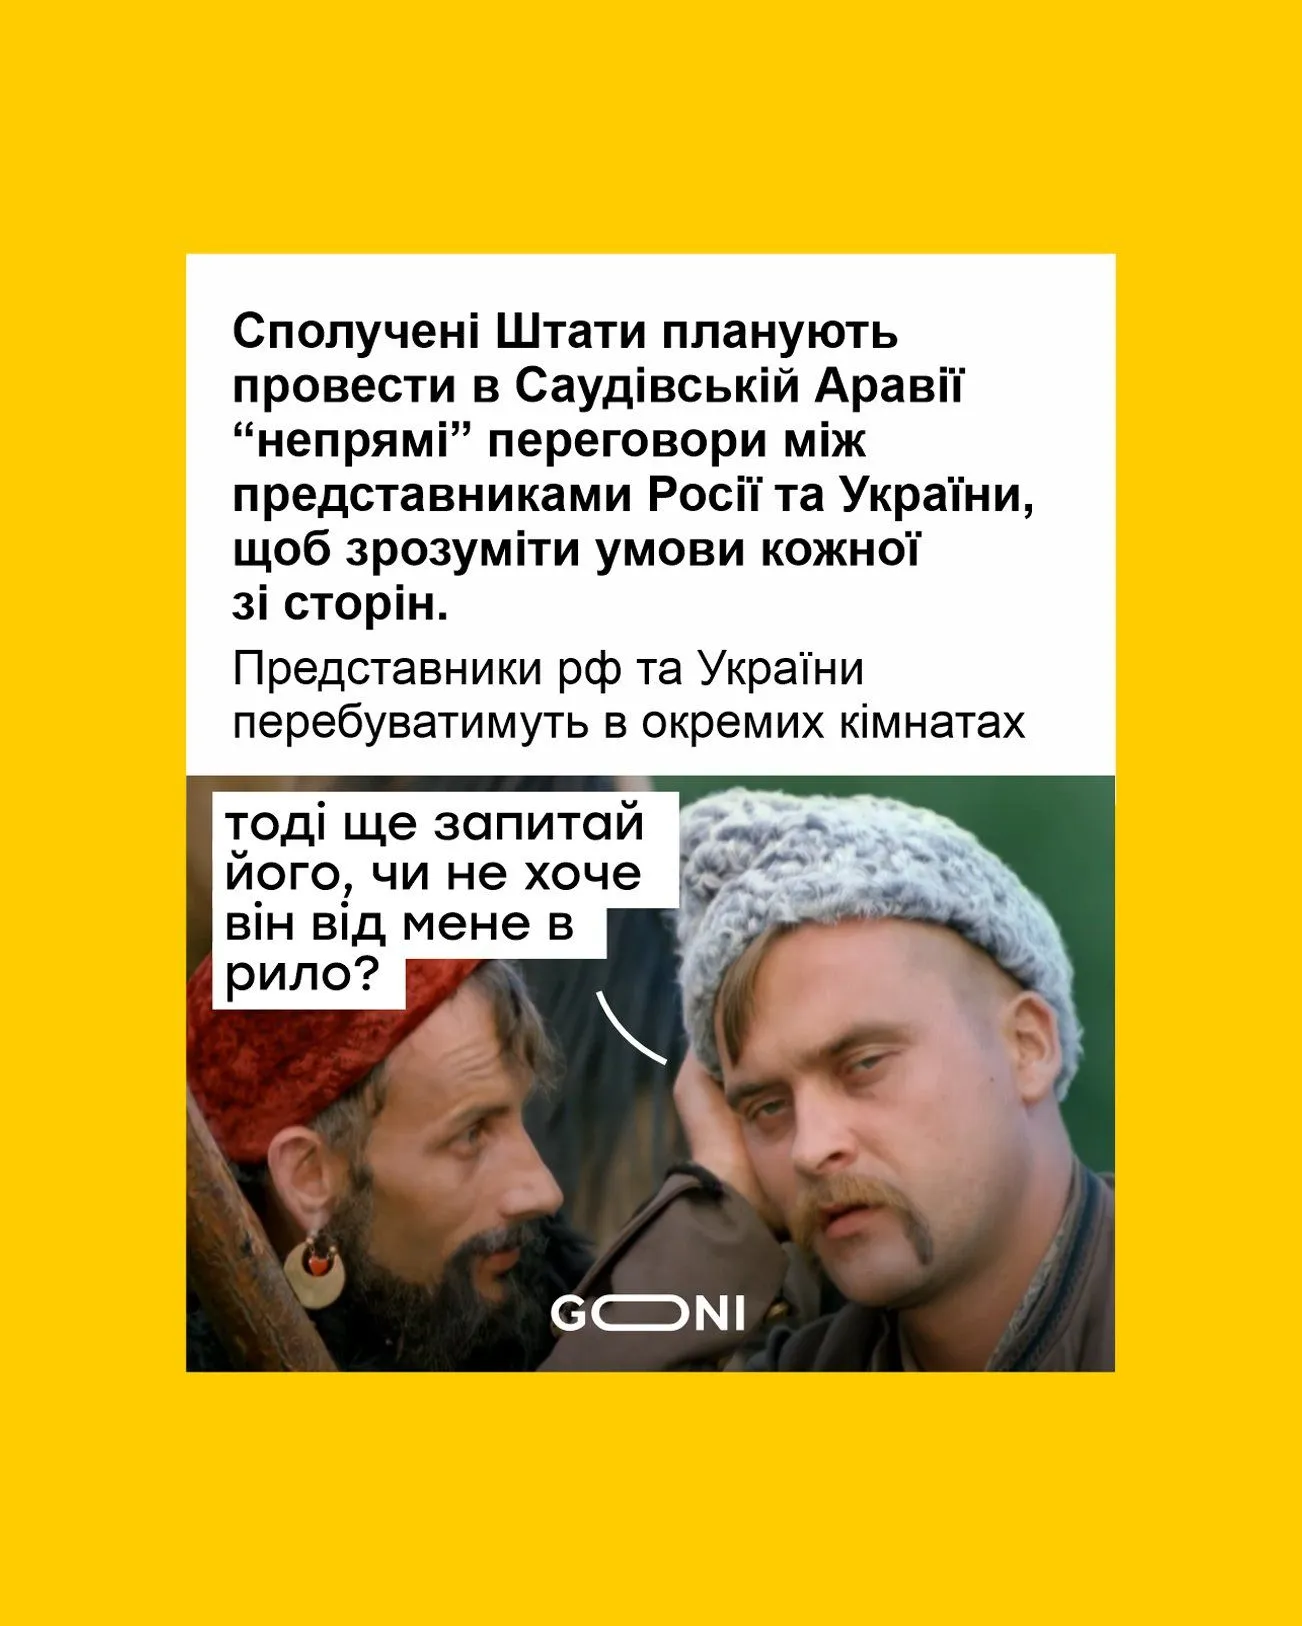 Сполучені Штати планують
провести в Саудівській Аравії
“непрямі” переговори між
представниками Росії та України,
щоб зрозуміти умови кожної
зі сторін.
Представники рф та України
перебуватимуть в окремих кімнатах
тоді ще запитай
його, чи не хоче
він від мене в
рило?
GONI